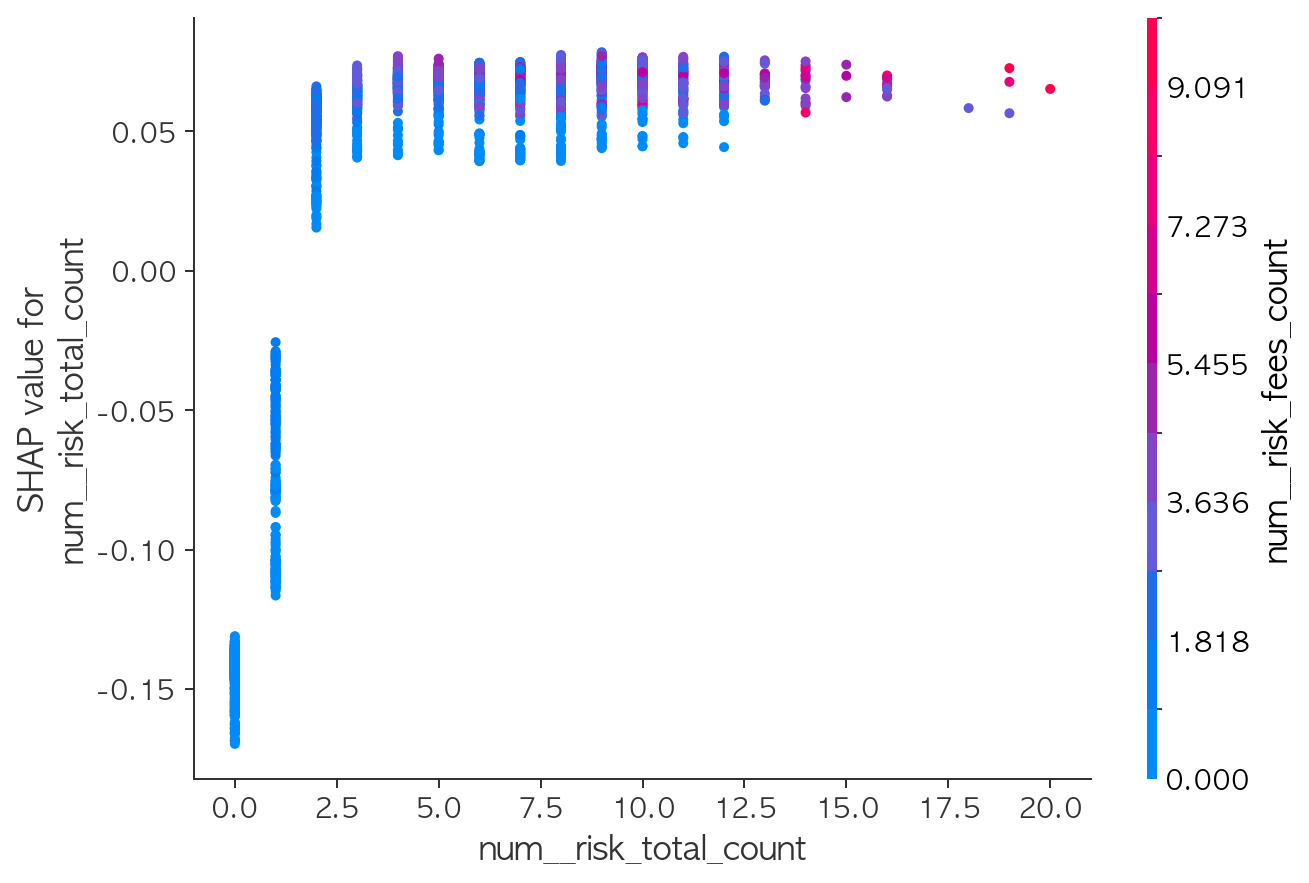 SHAP value for
num__risk_total_count
0.05
0.00
-0.05
-0.10
-0.15
0.0 2.5 5.0 7.5 10.0 12.5 15.0 17.5 20.0
num__risk_total_count
9.091
7.273
5.455
3.636
1.818
0.000
num__risk_fees_count